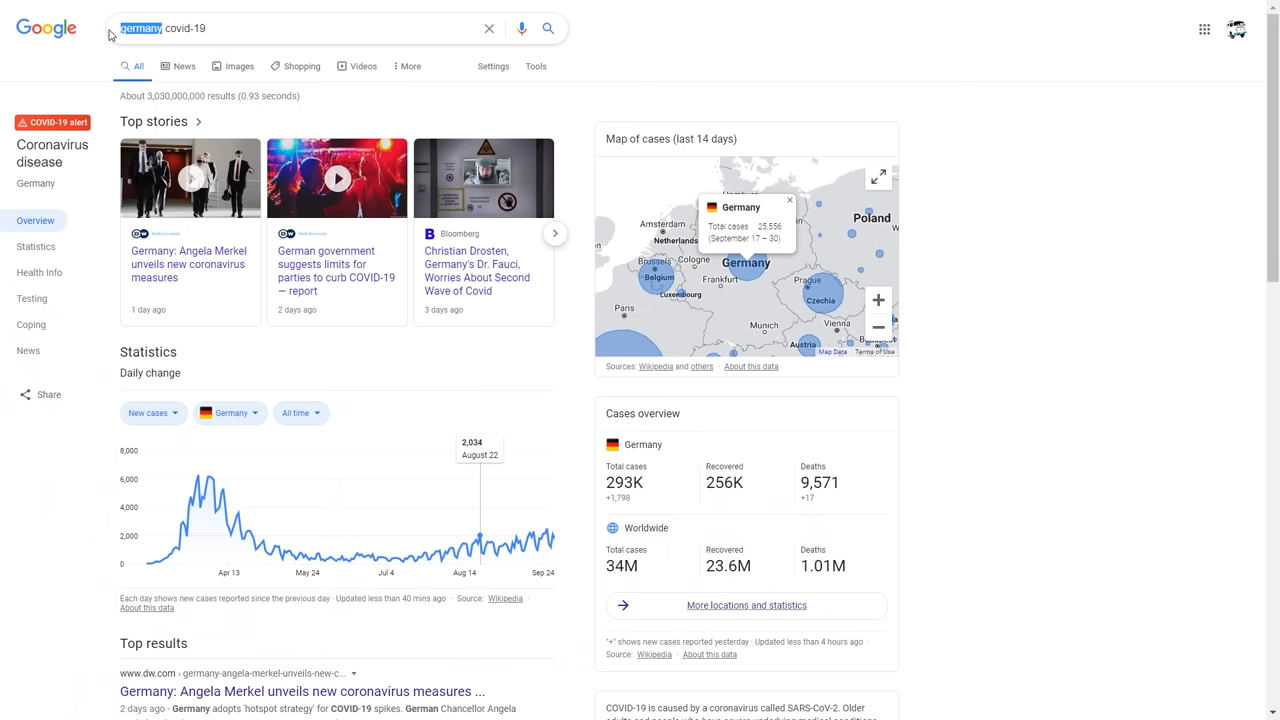 Google
germany covid-19
All
News
Images
Shopping
Videos
More
Settings
Tools
About 3,030,000,000 results (0.93 seconds)
COVID-19 alert
Coronavirus
disease
Germany
Overview
Statistics
Health Info
Testing
Coping
News
Share
Top stories
DW
Germany: Angela Merkel
unveils new coronavirus
measures
1 day ago
DW
German government
suggests limits for
parties to curb COVID-19
— report
2 days ago
Bloomberg
Christian Drosten,
Germany's Dr. Fauci,
Worries About Second
Wave of Covid
3 days ago
Statistics
Daily change
New cases
Germany
All time
2,034
August 22
8,000
6,000
4,000
2,000
0
Apr 13
May 24
Jul 4
Aug 14
Sep 24
Each day shows new cases reported since the previous day · Updated less than 40 mins ago · Source: Wikipedia ·
About this data
Top results
www.dw.com › germany-angela-merkel-unveils-new-c...
Germany: Angela Merkel unveils new coronavirus measures ...
2 days ago - Germany adopts 'hotspot strategy' for COVID-19 spikes. German Chancellor Angela
Map of cases (last 14 days)
Germany
Total cases 25,556
(September 17 – 30)
Amsterdam
Netherlands
Poland
Brussels
Cologne
Germany
Belgium
Frankfurt
Prague
Luxembourg
Czechia
Paris
Munich
Vienna
Austria
Map Data
Terms of Use
Sources: Wikipedia and others · About this data
Cases overview
Germany
Total cases
293K
+1,798
Recovered
256K
Deaths
9,571
+17
Worldwide
Total cases
34M
Recovered
23.6M
Deaths
1.01M
More locations and statistics
"+" shows new cases reported yesterday · Updated less than 4 hours ago ·
Source: Wikipedia · About this data
COVID-19 is caused by a coronavirus called SARS-CoV-2. Older